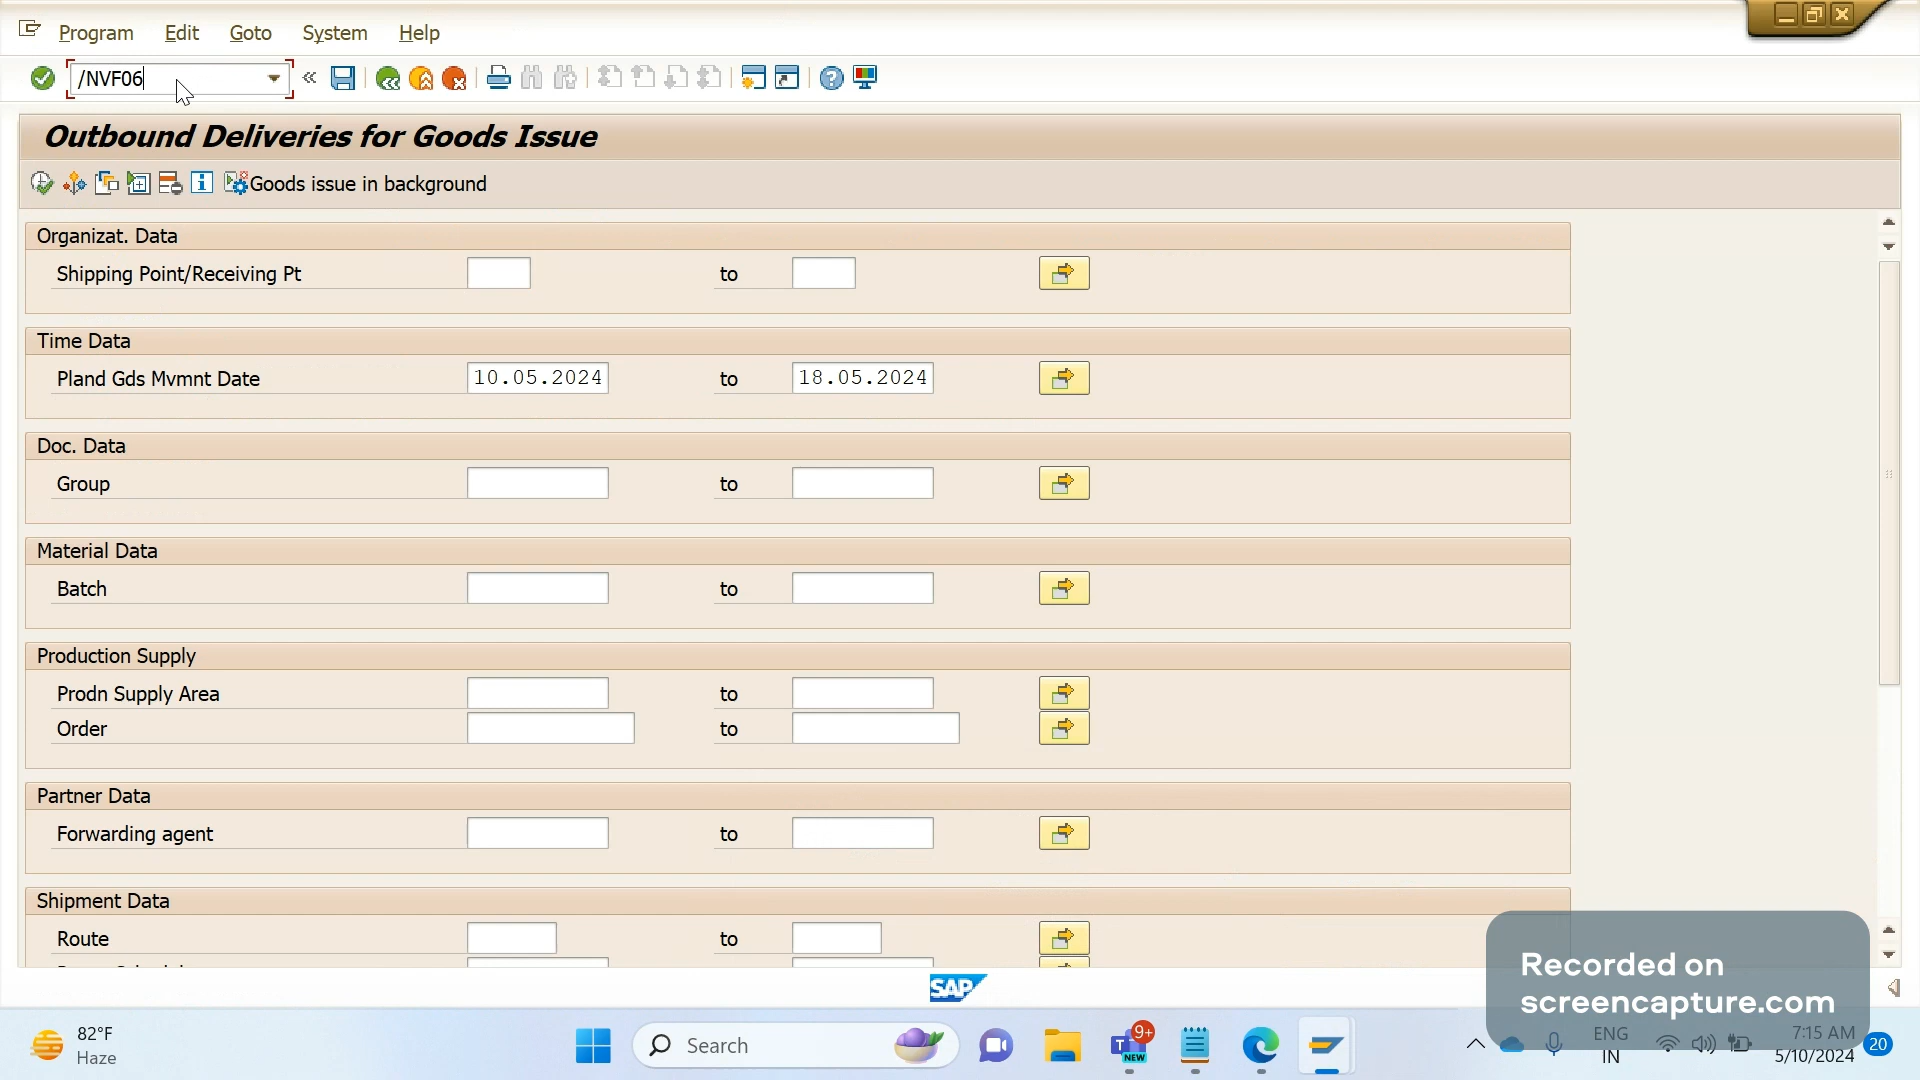 Program Edit Goto System Help
/NVF06
Outbound Deliveries for Goods Issue
Goods issue in background
Organizat. Data
Shipping Point/Receiving Pt to
Time Data
Pland Gds Mvmnt Date 10.05.2024 to 18.05.2024
Doc. Data
Group to
Material Data
Batch to
Production Supply
Prodn Supply Area to
Order to
Partner Data
Forwarding agent to
Shipment Data
Route to
SAP
Recorded on
screencapture.com
82°F
Haze
Search
9+
T
NEW
ENG
IN
7:15 AM
5/10/2024
20